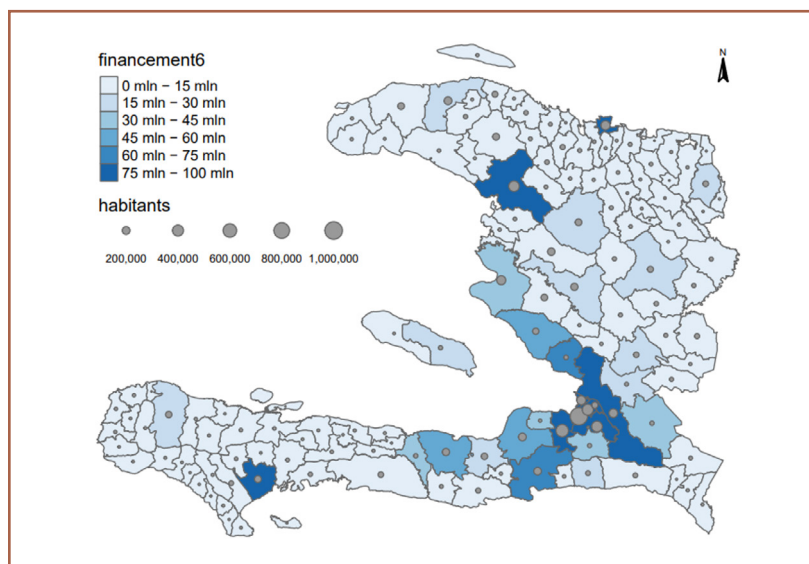 financement6
0 mln − 15 mln
15 mln − 30 mln
30 mln − 45 mln
45 mln − 60 mln
60 mln − 75 mln
75 mln − 100 mln
habitants
200,000 400,000 600,000 800,000 1,000,000
N